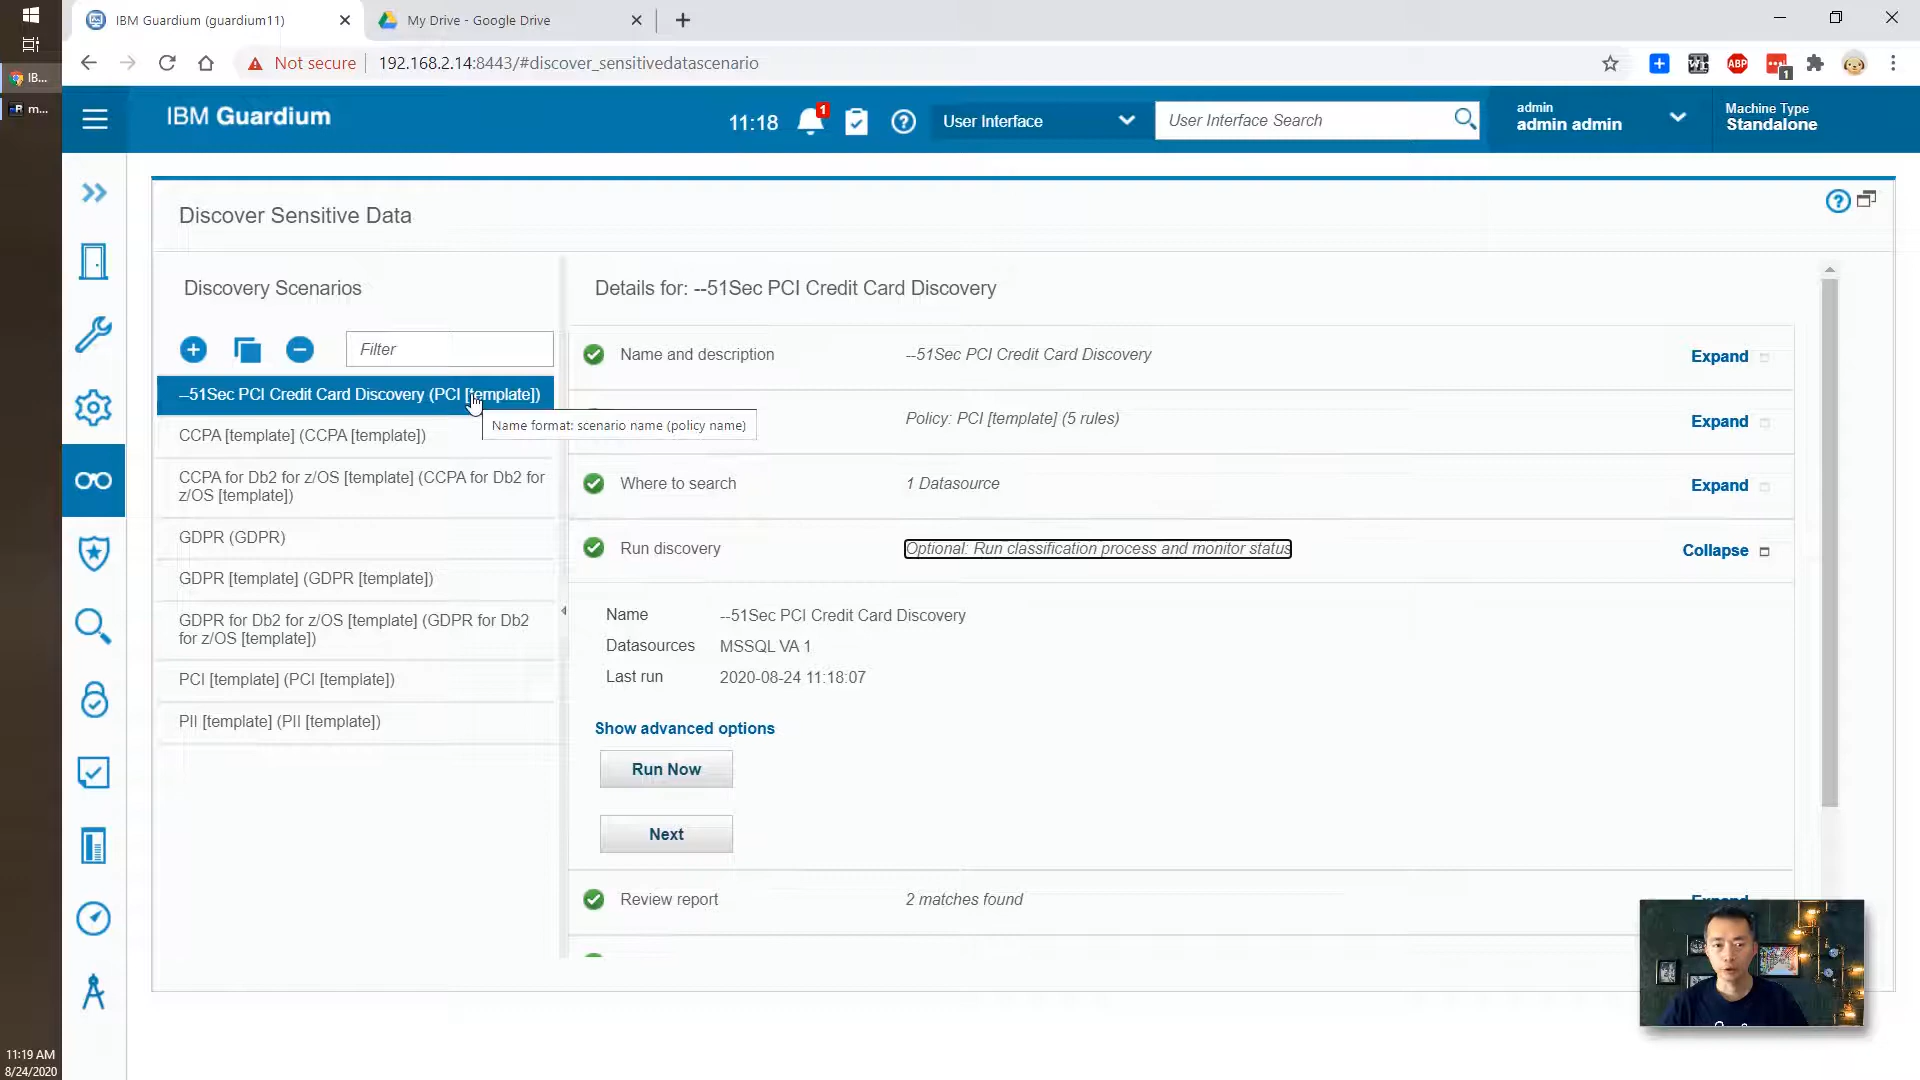 IBM Guardium (guardium11)
My Drive - Google Drive
IB...
m...
Not secure
192.168.2.14:8443/#discover_sensitivedatascenario
ABP
1
IBM Guardium
11:18
1
User Interface
User Interface Search
admin
admin admin
Machine Type
Standalone
Discover Sensitive Data
Discovery Scenarios
Filter
--51Sec PCI Credit Card Discovery (PCI [template])
Name format: scenario name (policy name)
CCPA [template] (CCPA [template])
CCPA for Db2 for z/OS [template] (CCPA for Db2 for
z/OS [template])
GDPR (GDPR)
GDPR [template] (GDPR [template])
GDPR for Db2 for z/OS [template] (GDPR for Db2
for z/OS [template])
PCI [template] (PCI [template])
PII [template] (PII [template])
Details for: --51Sec PCI Credit Card Discovery
Name and description
--51Sec PCI Credit Card Discovery
Expand
Policy: PCI [template] (5 rules)
Expand
Where to search
1 Datasource
Expand
Run discovery
Optional: Run classification process and monitor status
Collapse
Name
--51Sec PCI Credit Card Discovery
Datasources
MSSQL VA 1
Last run
2020-08-24 11:18:07
Show advanced options
Run Now
Next
Review report
2 matches found
Expand
11:19 AM
8/24/2020